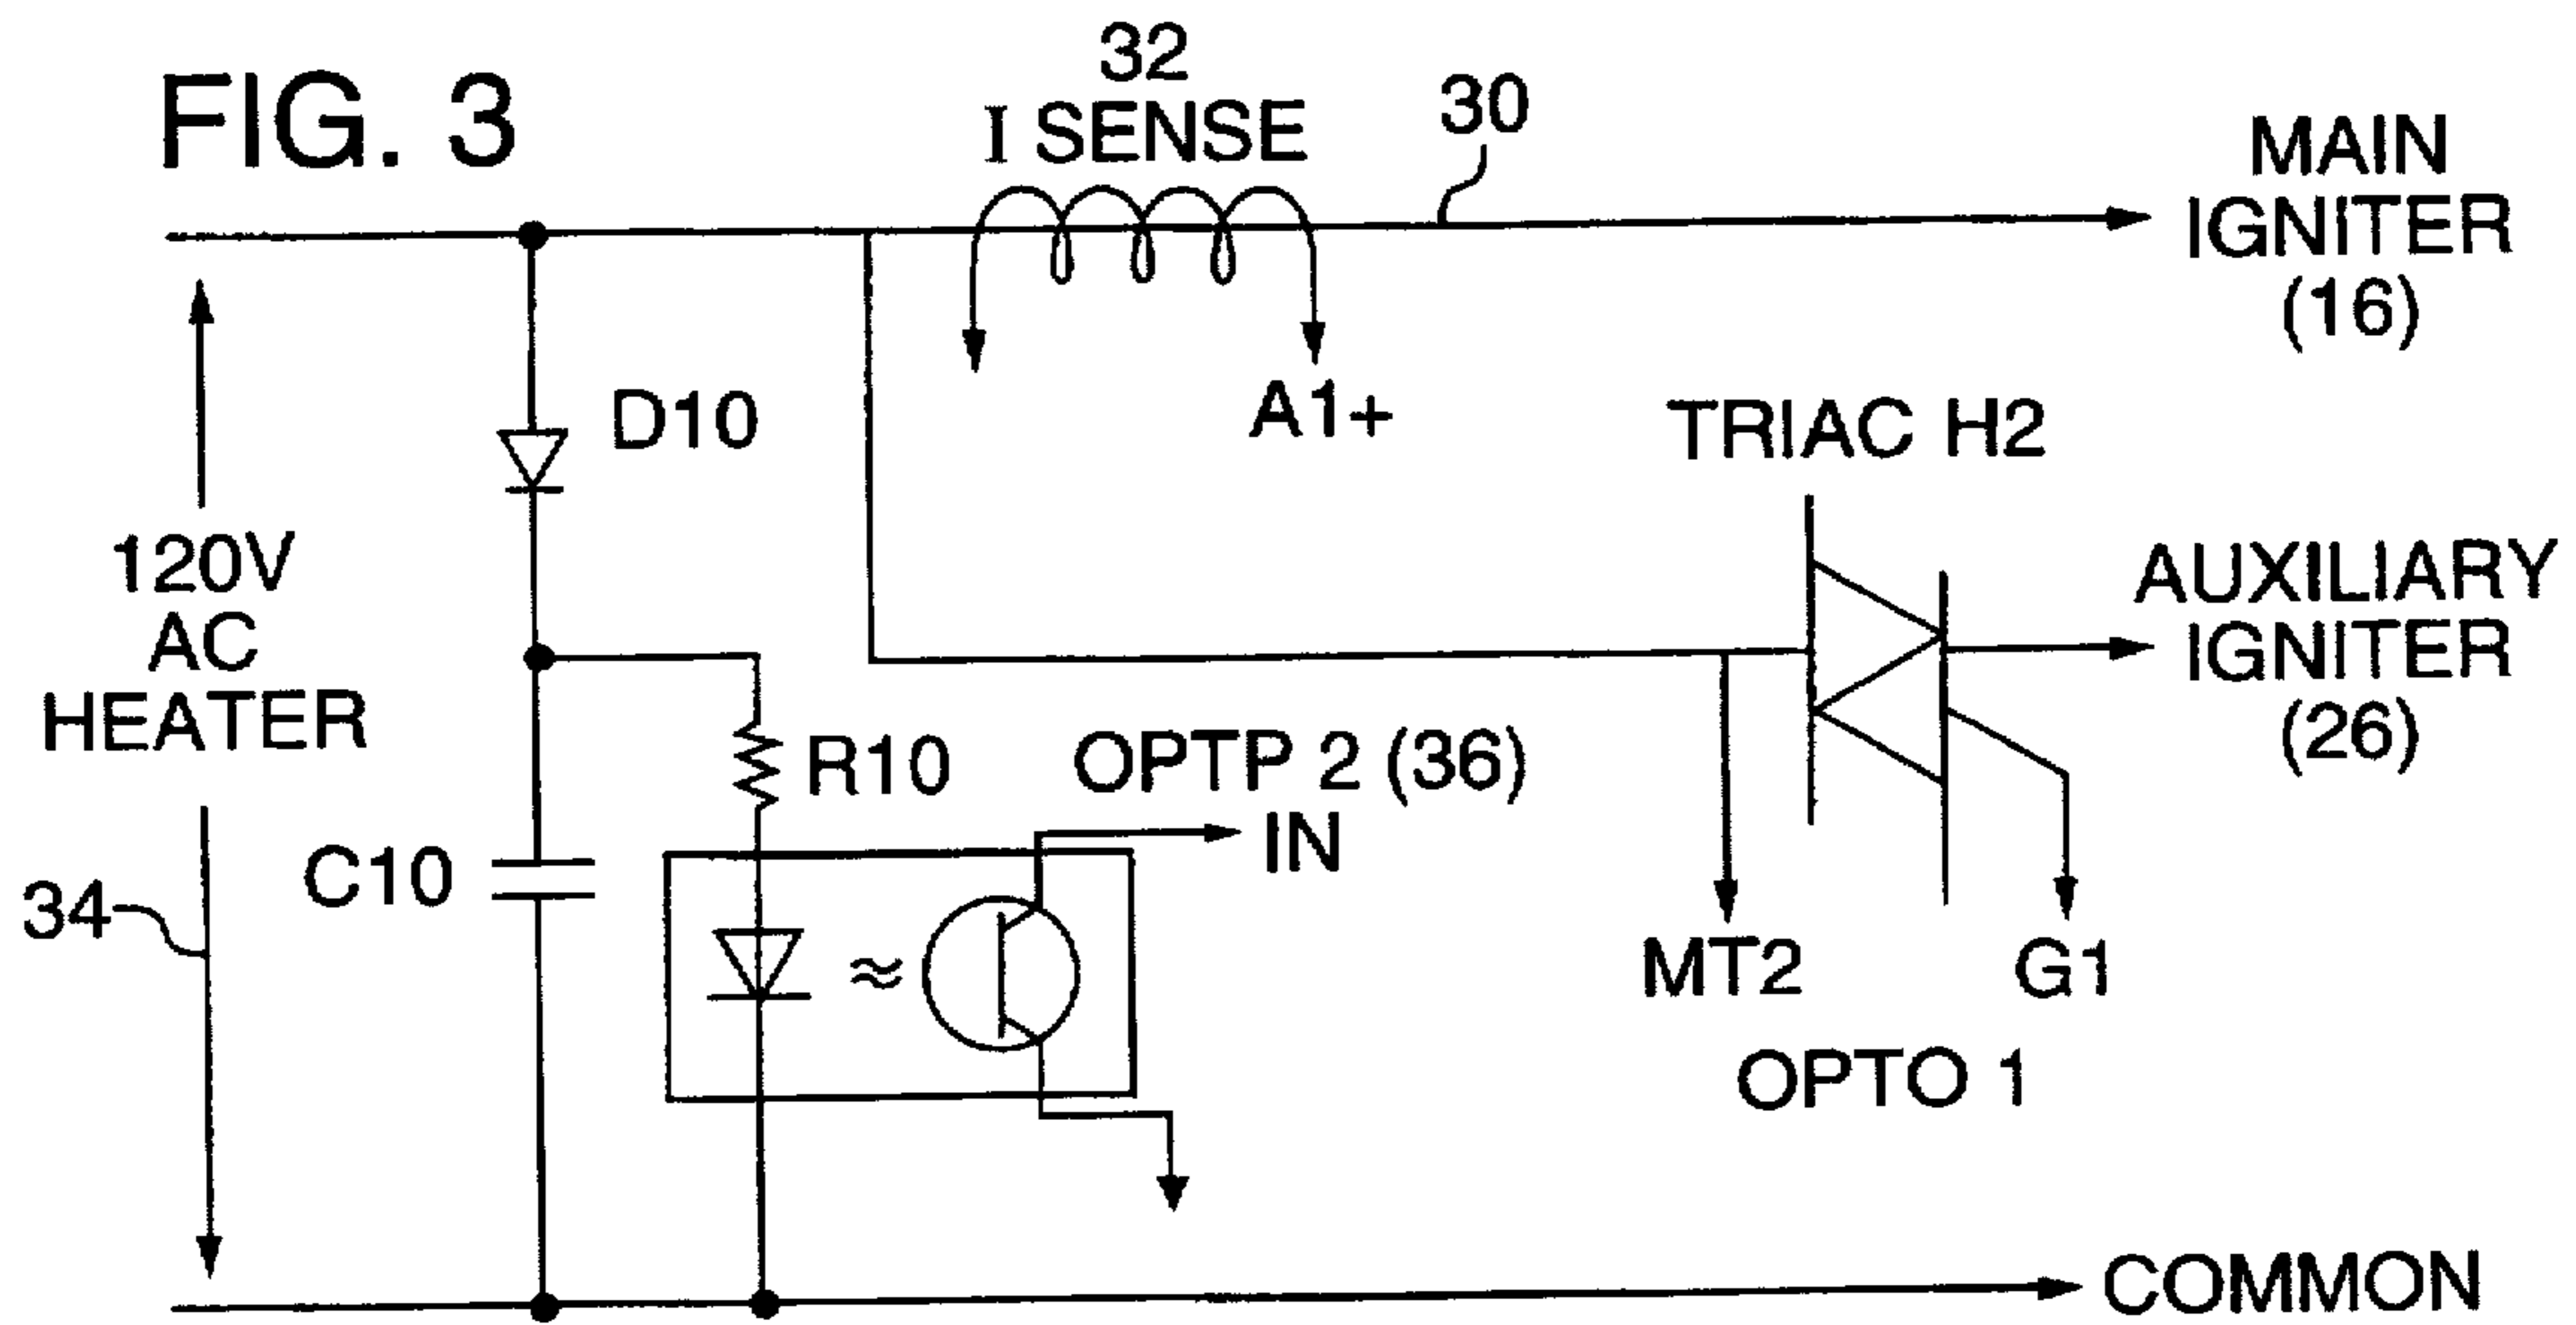 FIG. 3
32
I SENSE
30
MAIN
IGNITER
(16)
A1+
D10
TRIAC H2
120V
AC
HEATER
AUXILIARY
IGNITER
(26)
R10
OPTP 2 (36)
IN
C10
34
MT2
G1
OPTO 1
COMMON